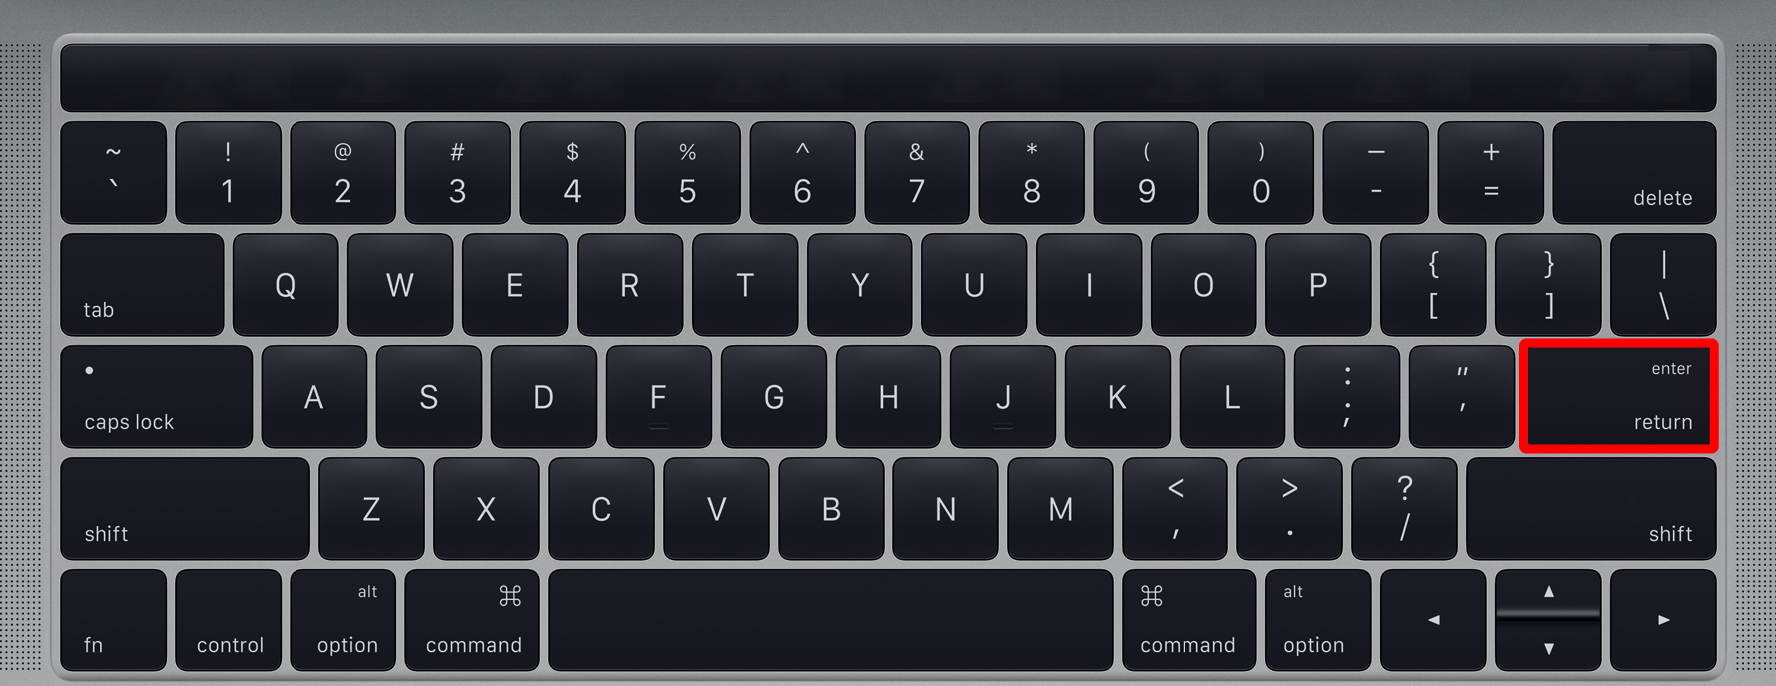 ~ ! @ # $ % ^ & * ( ) — +
` 1 2 3 4 5 6 7 8 9 0 - = delete
tab Q W E R T Y U I O P { } |
[ ] \
• : " enter
caps lock A S D F G H J K L ; ' return
shift Z X C V B N M < > ? shift
, . /
alt ⌘ ⌘ alt ▲
fn control option command command option ◀ ▼ ▶